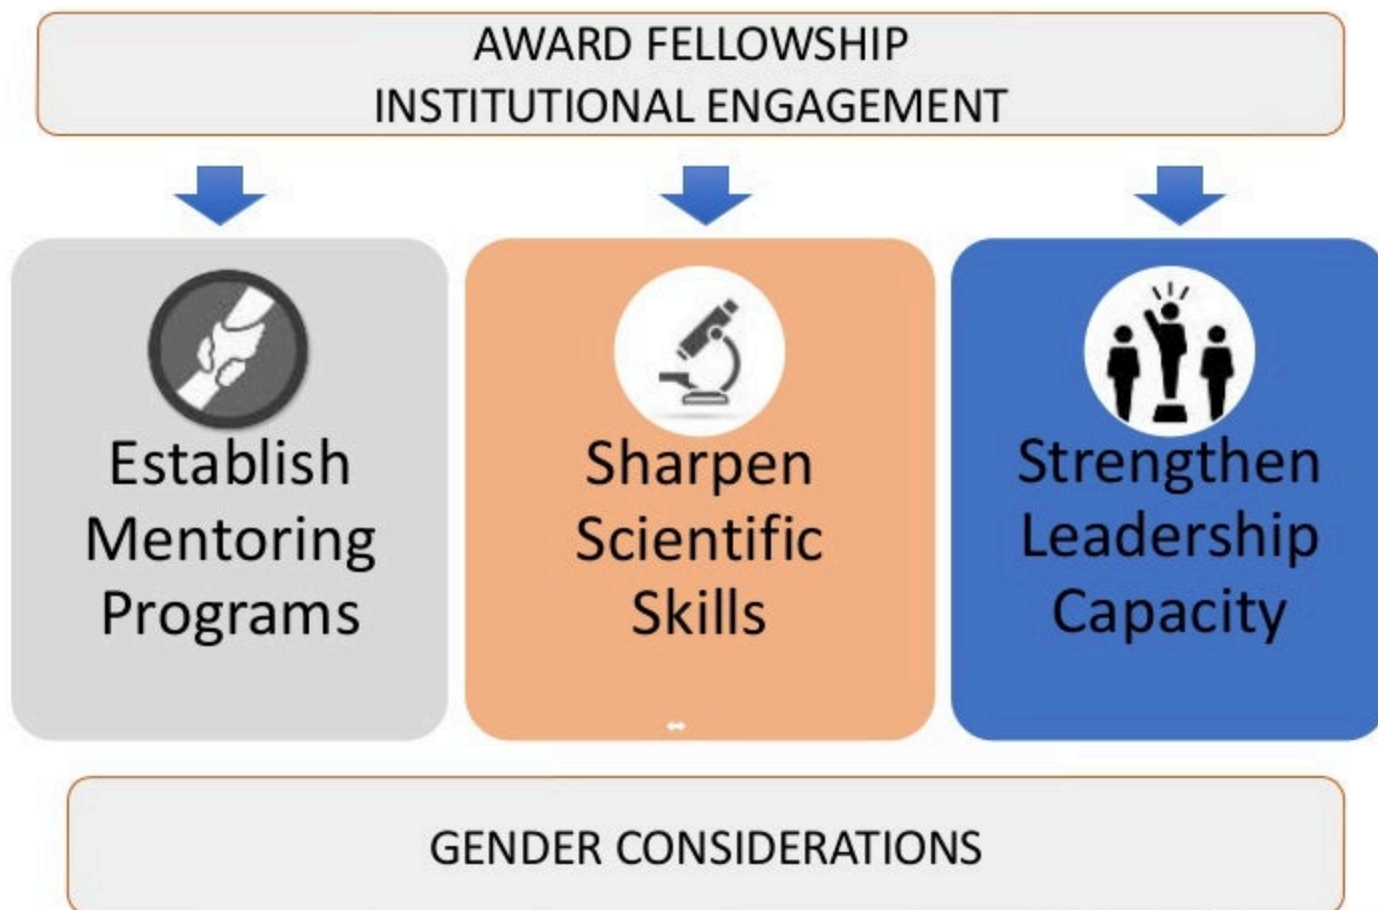 AWARD FELLOWSHIP
INSTITUTIONAL ENGAGEMENT
Establish
Mentoring
Programs
Sharpen
Scientific
Skills
Strengthen
Leadership
Capacity
GENDER CONSIDERATIONS